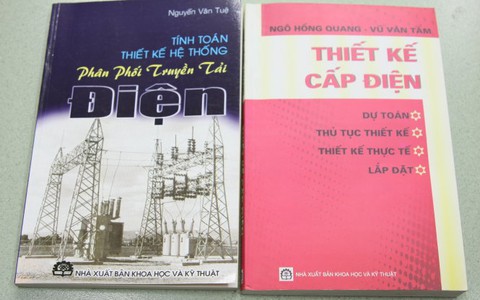 Nguyễn Văn Tuệ
TÍNH TOÁN
THIẾT KẾ HỆ THỐNG
Phân Phối Truyền Tải
Điện
NHÀ XUẤT BẢN KHOA HỌC VÀ KỸ THUẬT
NGÔ HỒNG QUANG - VŨ VĂN TẨM
THIẾT KẾ
CẤP ĐIỆN
DỰ TOÁN
THỦ TỤC THIẾT KẾ
THIẾT KẾ THỰC TẾ
LẮP ĐẶT
NHÀ XUẤT BẢN KHOA HỌC VÀ KỸ THUẬT